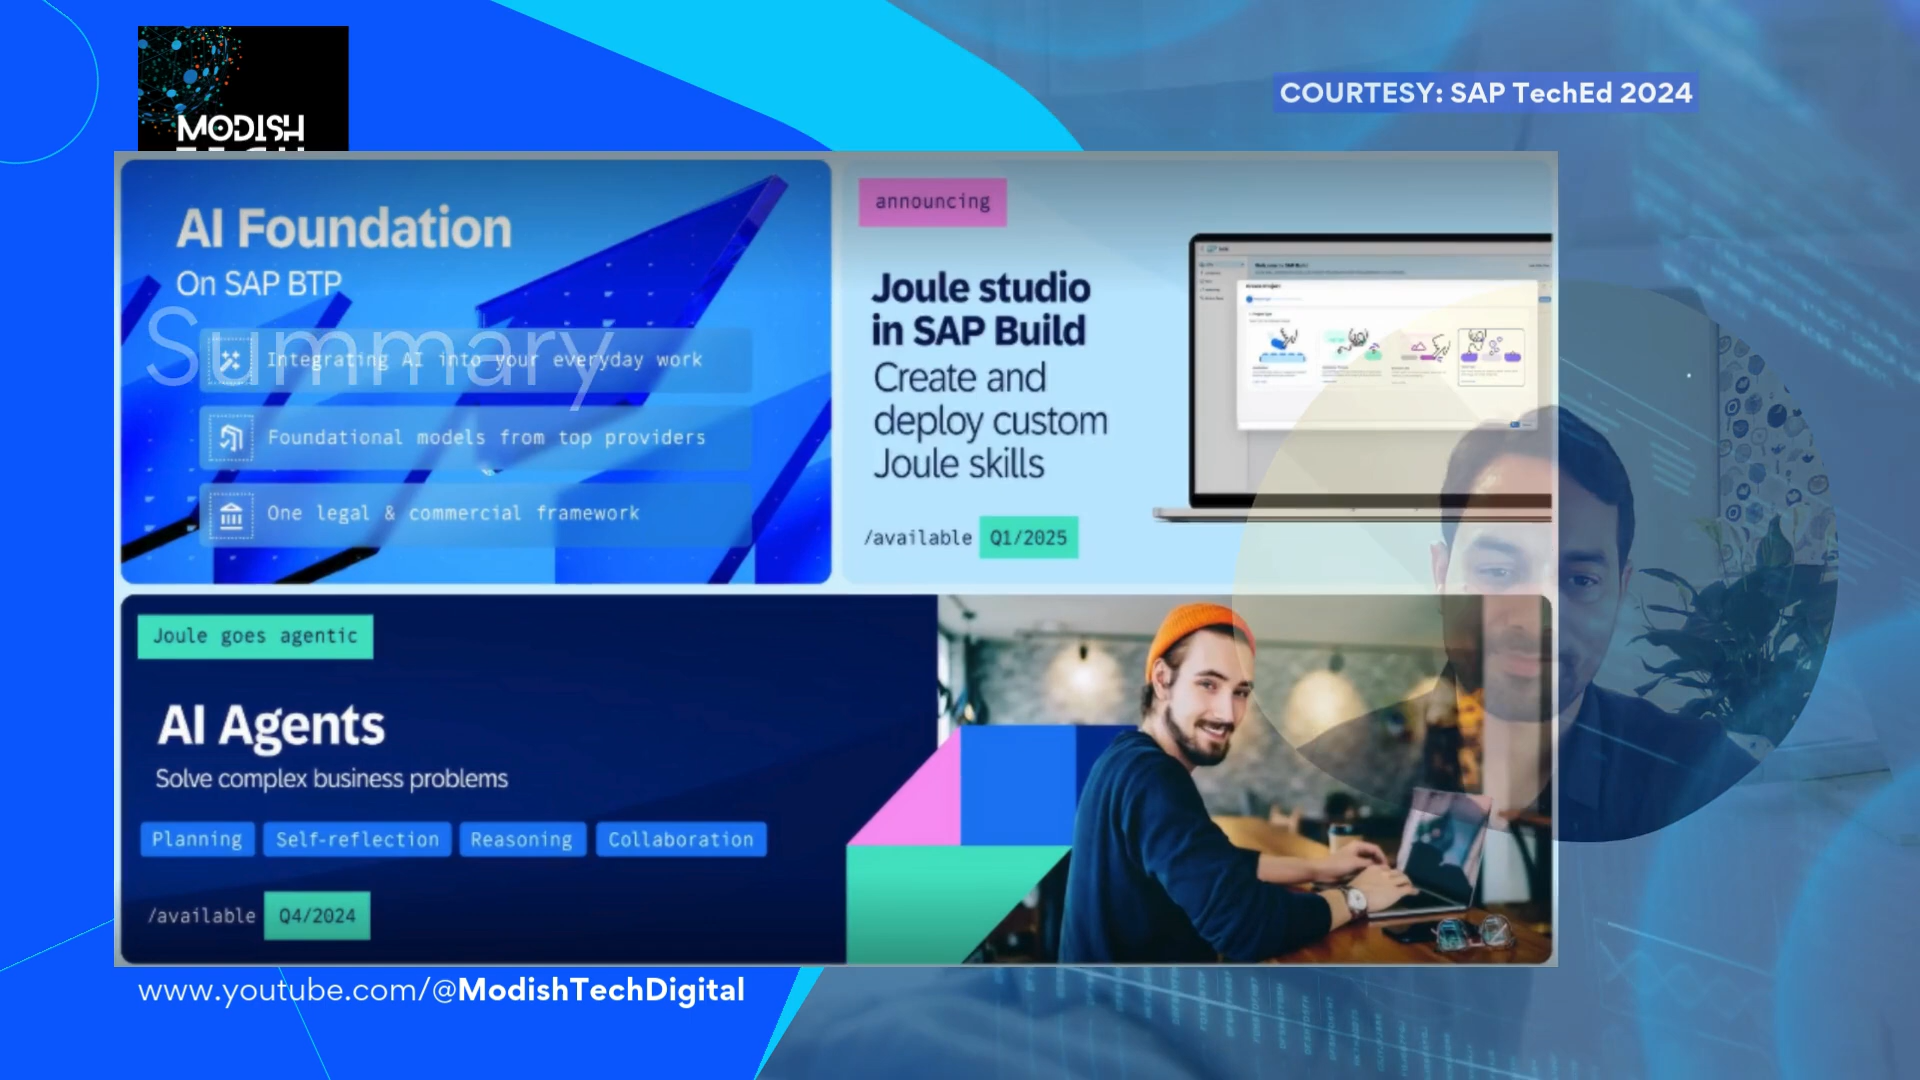 MODISH
COURTESY: SAP TechEd 2024
AI Foundation
On SAP BTP
Summary
Integrating AI into your everyday work
Foundational models from top providers
One legal & commercial framework
announcing
Joule studio
in SAP Build
Create and
deploy custom
Joule skills
/available Q1/2025
Joule goes agentic
AI Agents
Solve complex business problems
Planning Self-reflection Reasoning Collaboration
/available Q4/2024
www.youtube.com/@ModishTechDigital